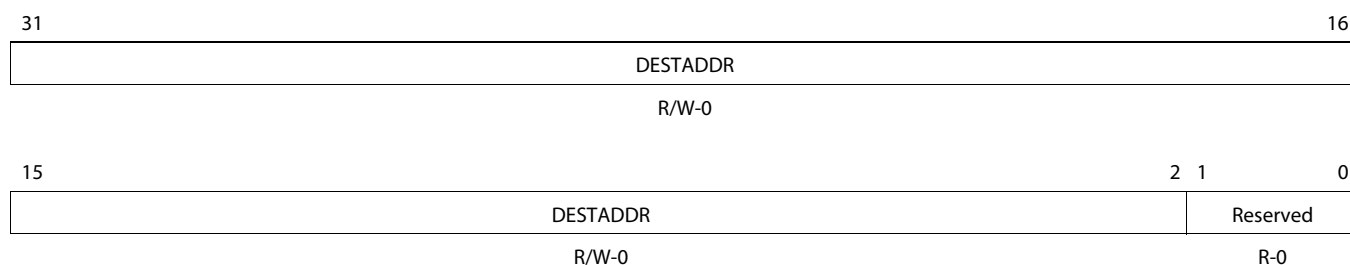 31 16
DESTADDR
R/W-0
15 2 1 0
DESTADDR Reserved
R/W-0 R-0